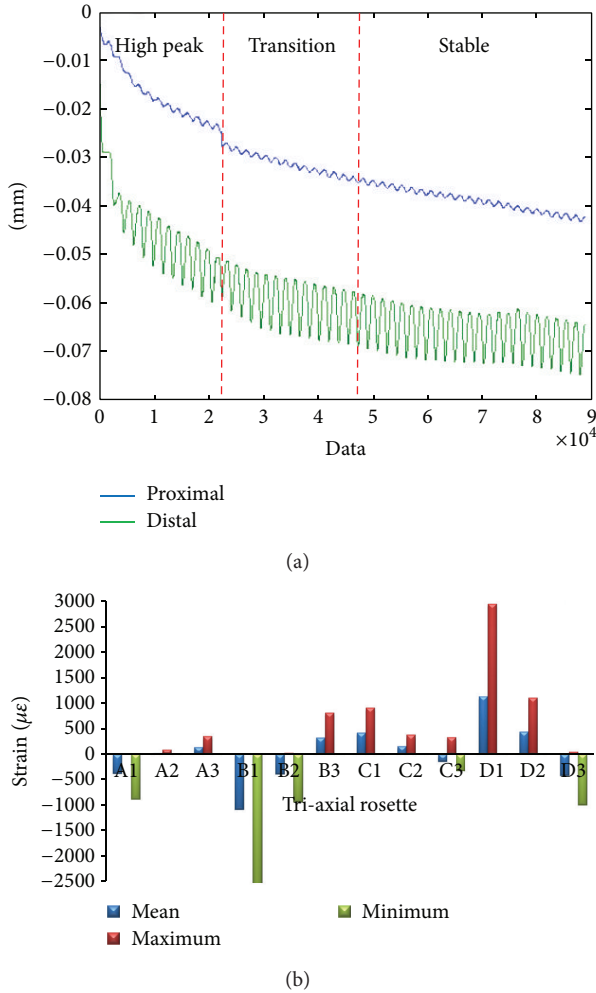 0
−0.01
−0.02
−0.03
−0.04
−0.05
−0.06
−0.07
−0.08
(mm)
High peak
Transition
Stable
0 1 2 3 4 5 6 7 8 9
×10⁴
Data
Proximal
Distal
(a)
3000
2500
2000
1500
1000
500
0
−500
−1000
−1500
−2000
−2500
Strain (με)
A1 A2 A3 B1 B2 B3 C1 C2 C3 D1 D2 D3
Tri-axial rosette
Mean
Maximum
Minimum
(b)